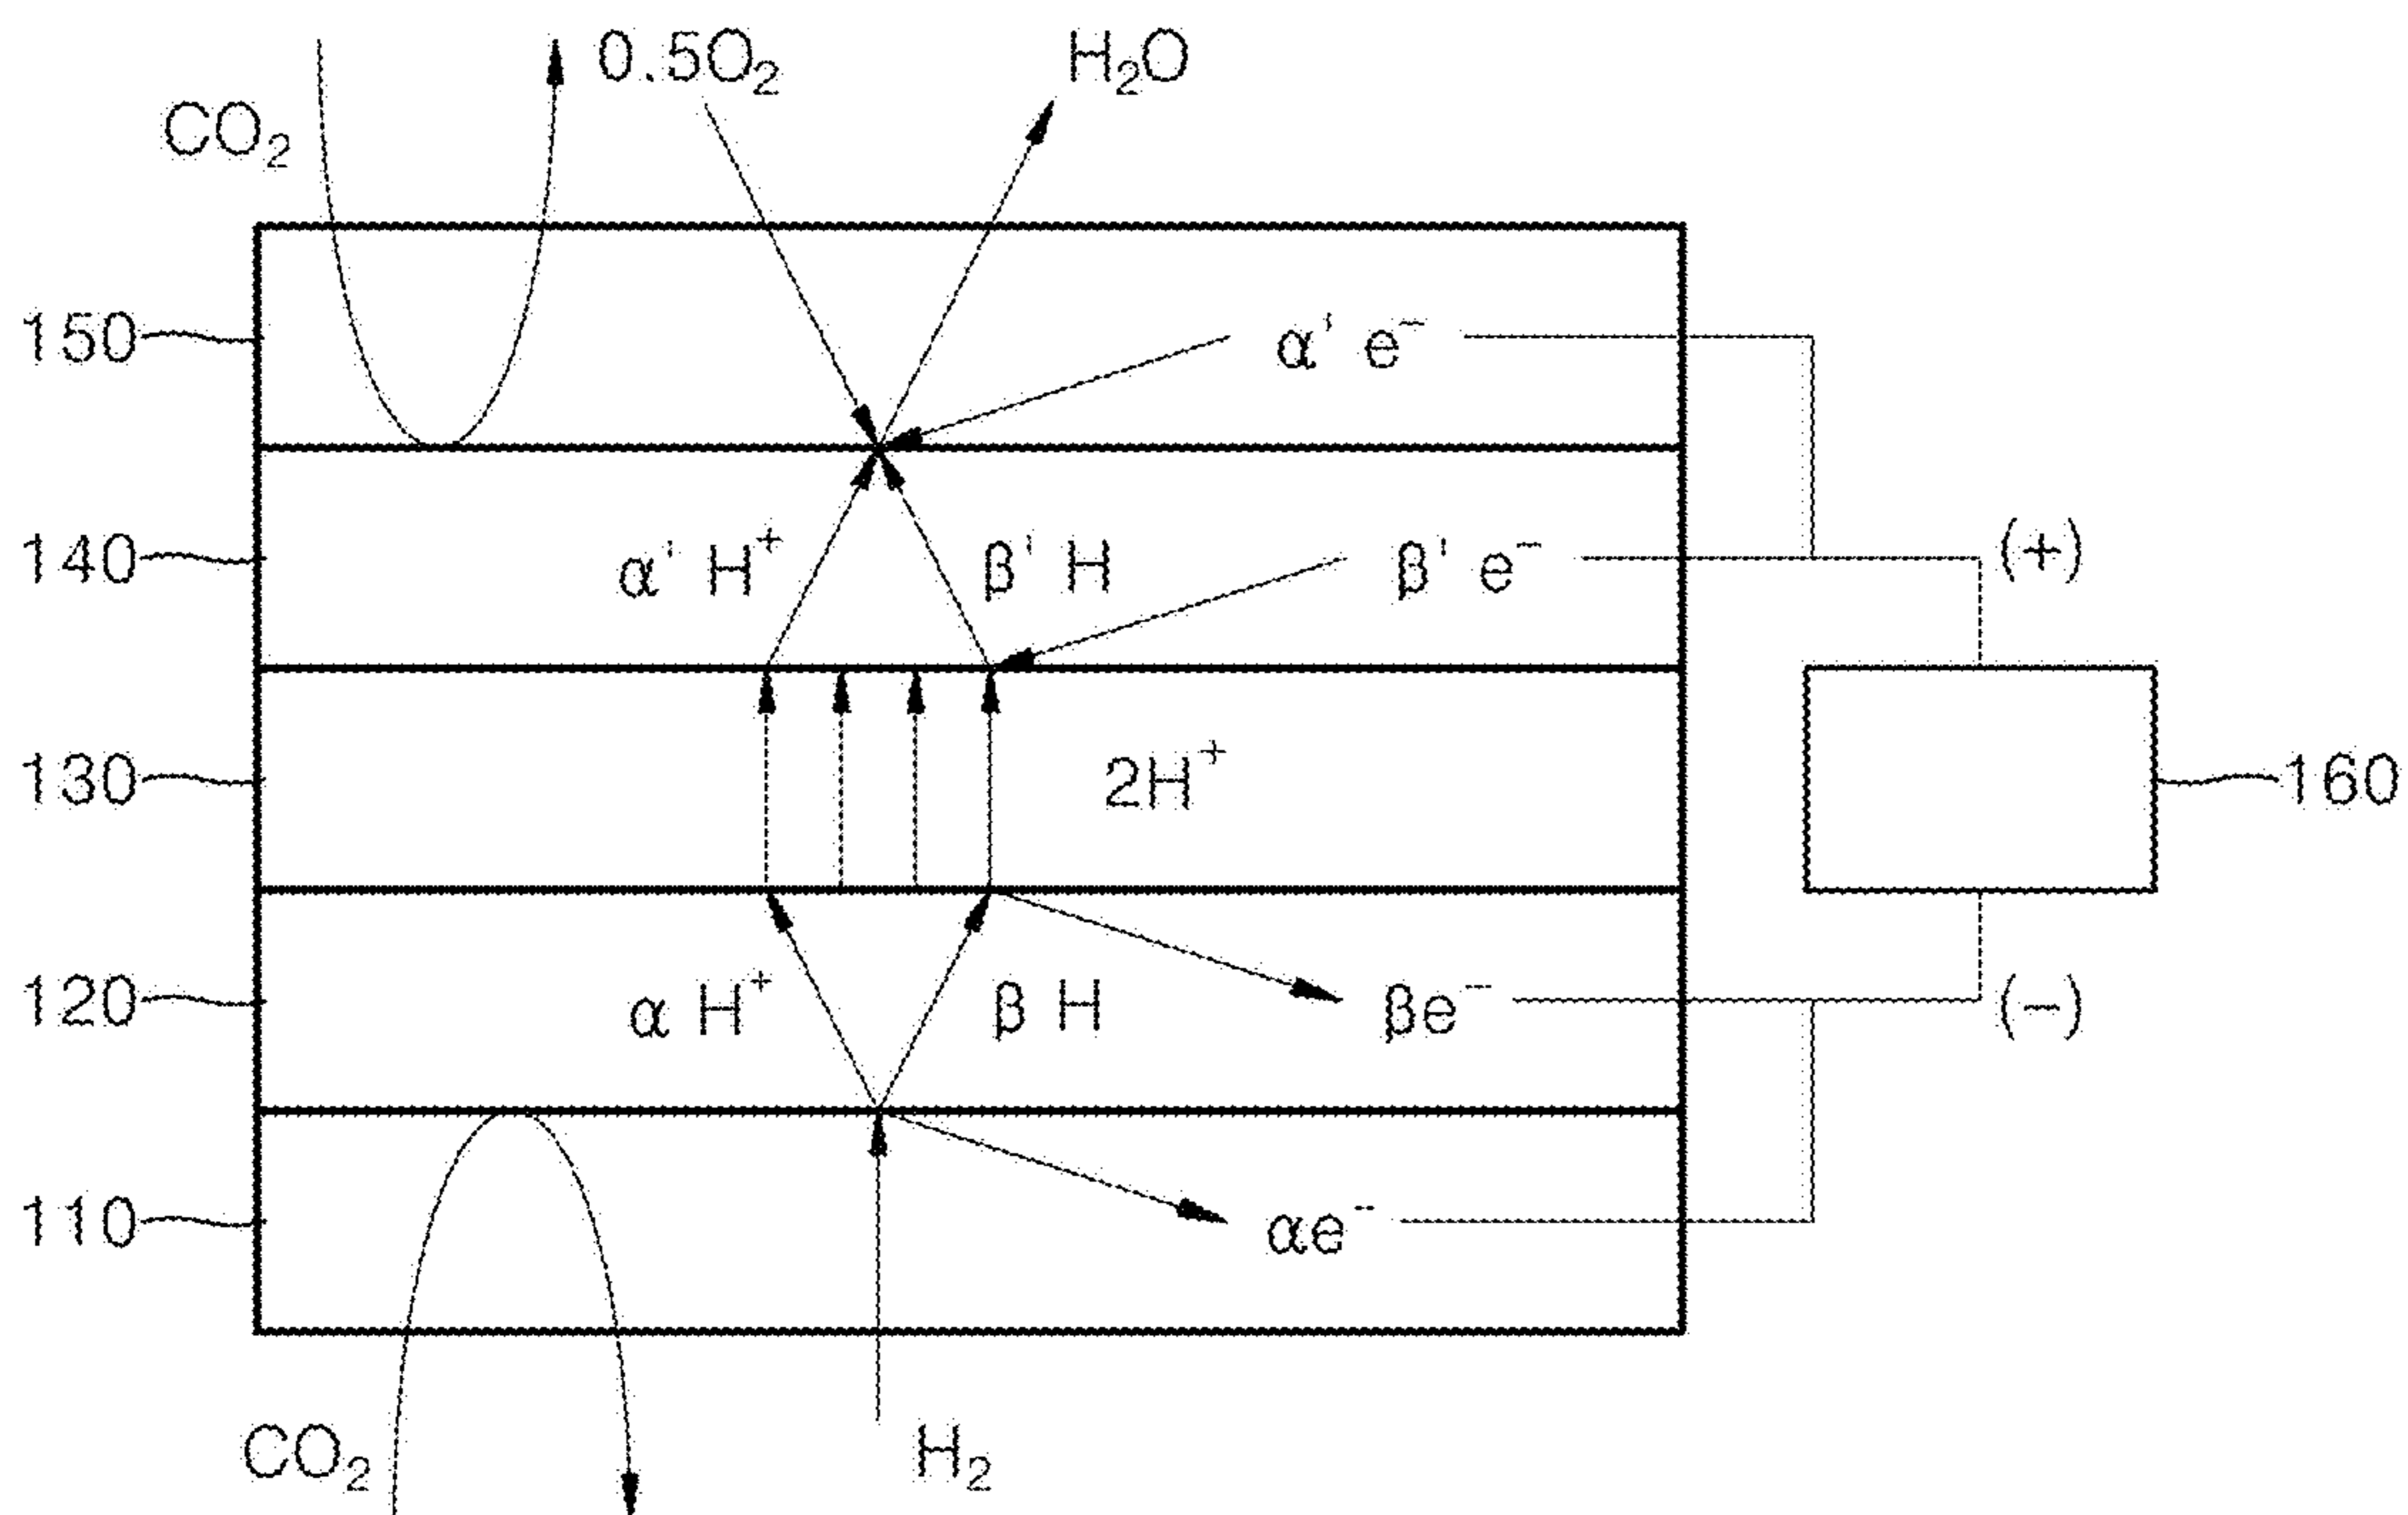 0.5O₂ H₂O
CO₂
150 α' e⁻
140 α' H⁺ β' H β' e⁻ (+)
130 2H⁺ 160
120 α H⁺ β H βe⁻ (−)
110 αe⁻
CO₂ H₂